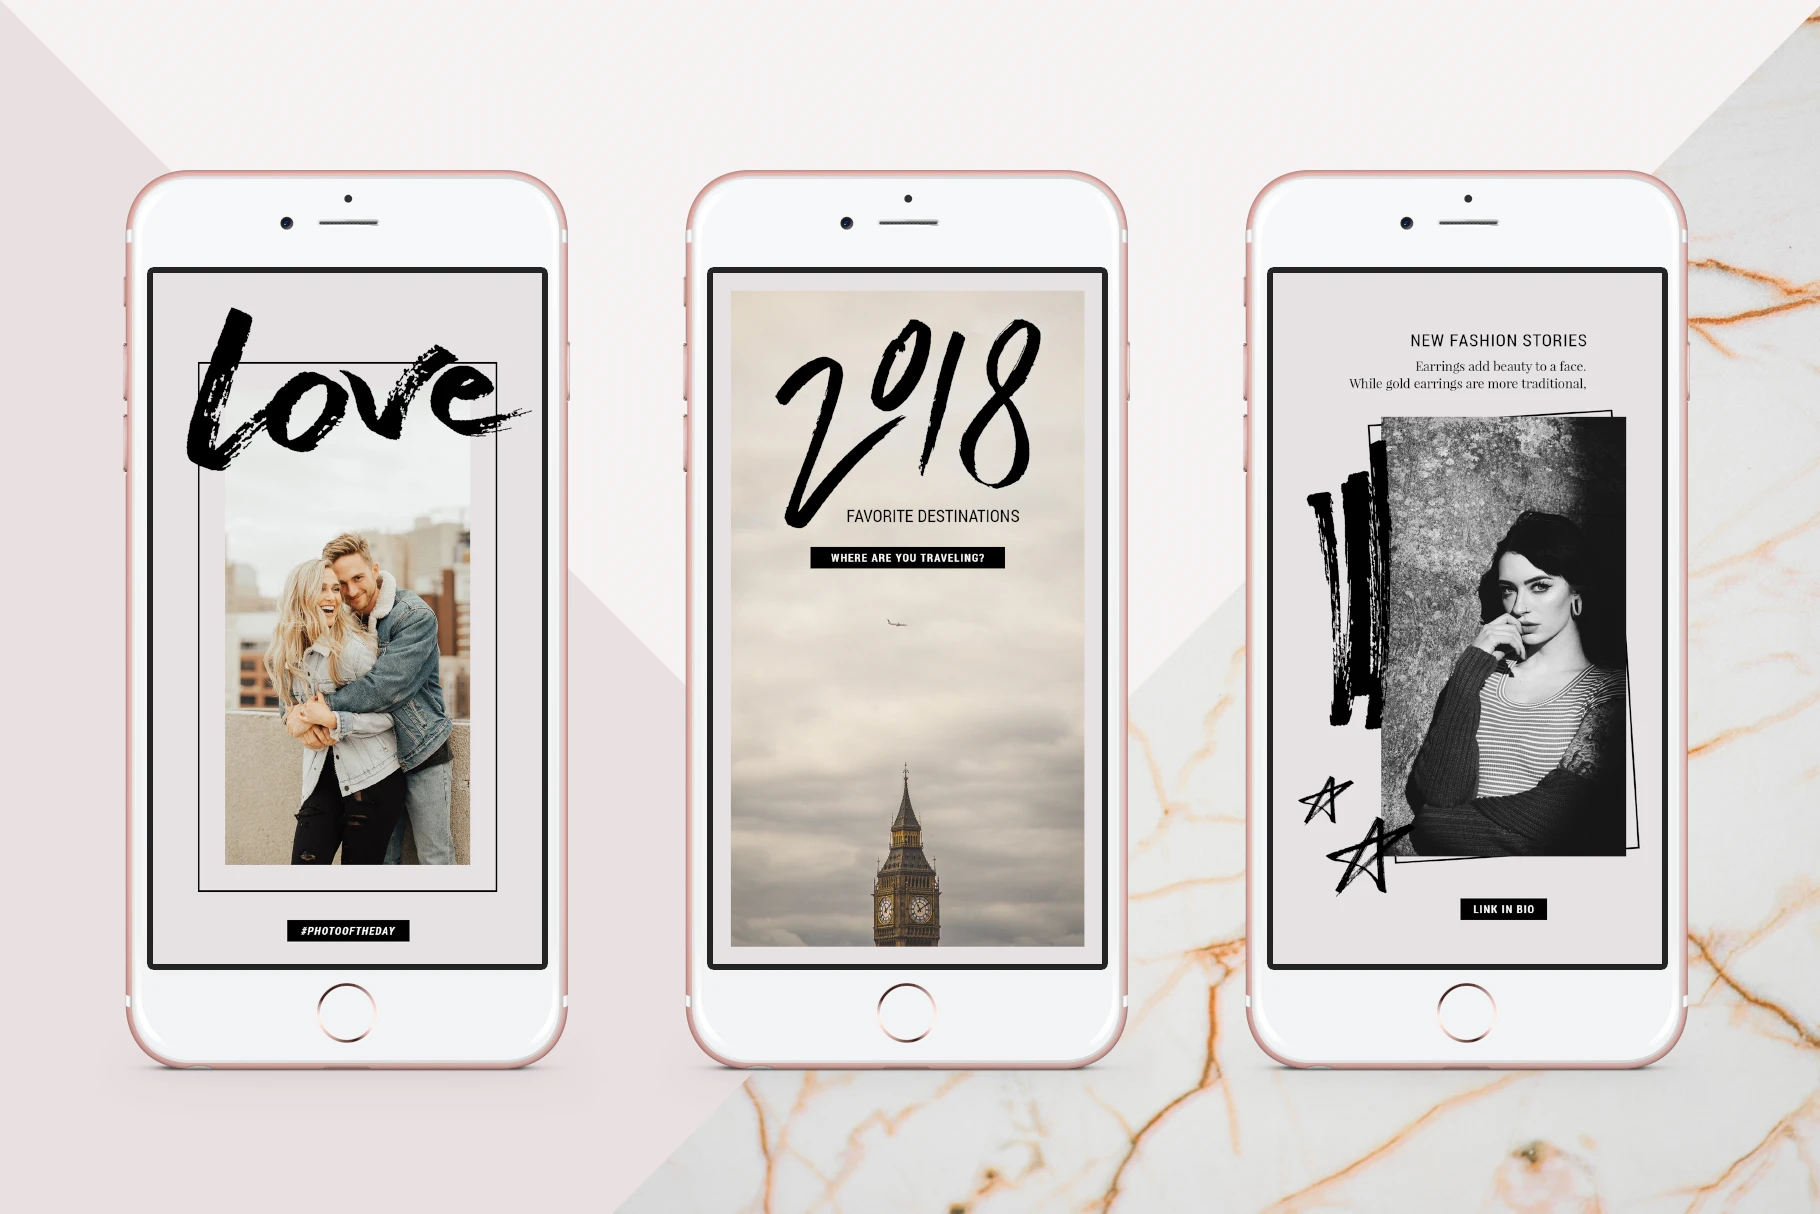 Love
#PHOTOOFTHEDAY
2018
FAVORITE DESTINATIONS
WHERE ARE YOU TRAVELING?
NEW FASHION STORIES
Earrings add beauty to a face.
While gold earrings are more traditional,
LINK IN BIO